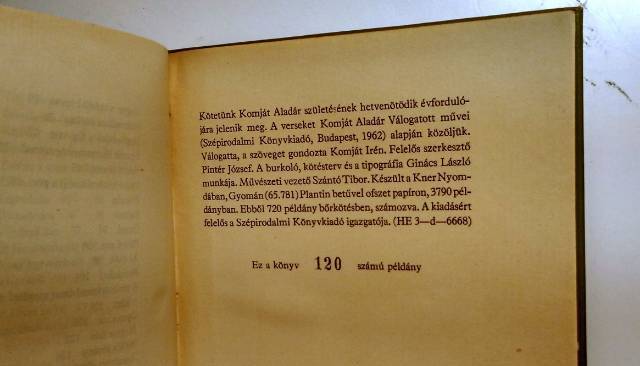 Kötetünk Komját Aladár születésének hetvenötödik évforduló-
jára jelenik meg. A verseket Komját Aladár Válogatott művei
(Szépirodalmi Könyvkiadó, Budapest, 1962) alapján közöljük.
Válogatta, a szöveget gondozta Komját Irén. Felelős szerkesztő
Pintér József. A burkoló, kötésterv és a tipográfia Ginács László
munkája. Művészeti vezető Szántó Tibor. Készült a Kner Nyom-
dában, Gyomán (65.781) Plantin betűvel ofszet papíron, 3790 pél-
dányban. Ebből 720 példány bőrkötésben, számozva. A kiadásért
felelős a Szépirodalmi Könyvkiadó igazgatója. (HE 3—d—6668)
Ez a könyv 120 számú példány